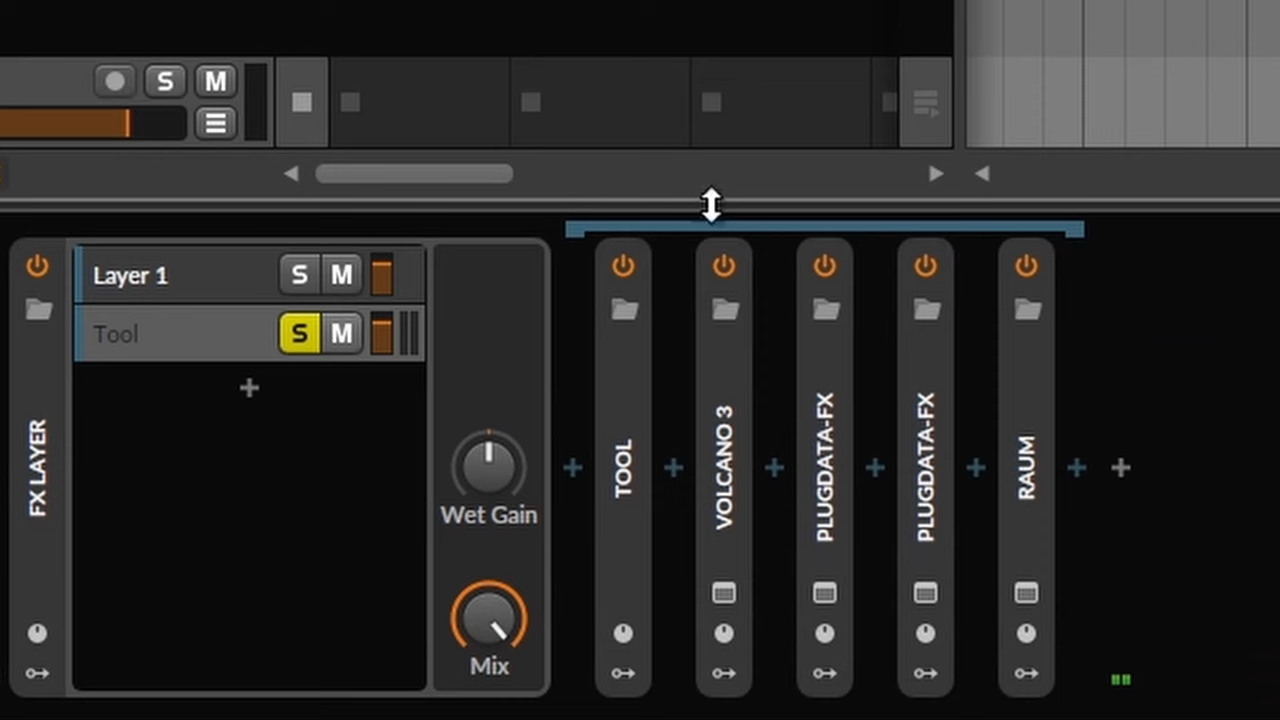 S M
Layer 1 S M
Tool S M
FX LAYER
Wet Gain
Mix
TOOL
VOLCANO 3
PLUGDATA-FX
PLUGDATA-FX
RAUM